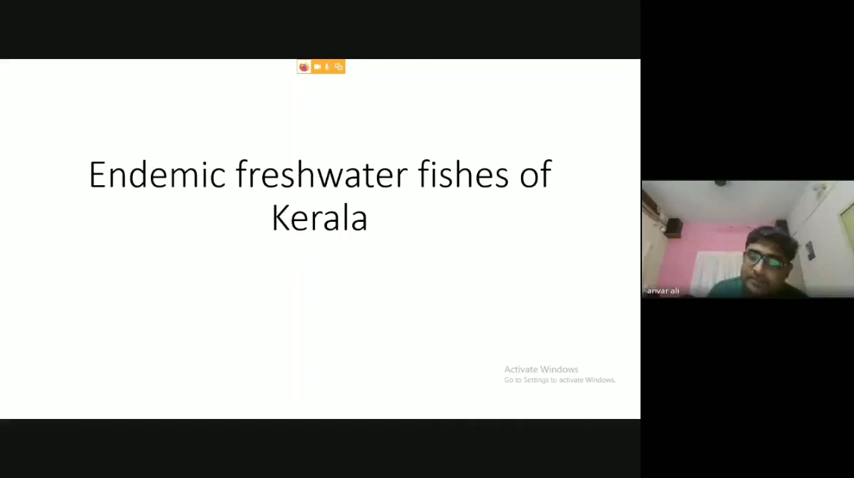 Endemic freshwater fishes of
Kerala
Activate Windows
Go to Settings to activate Windows.
anvar ali